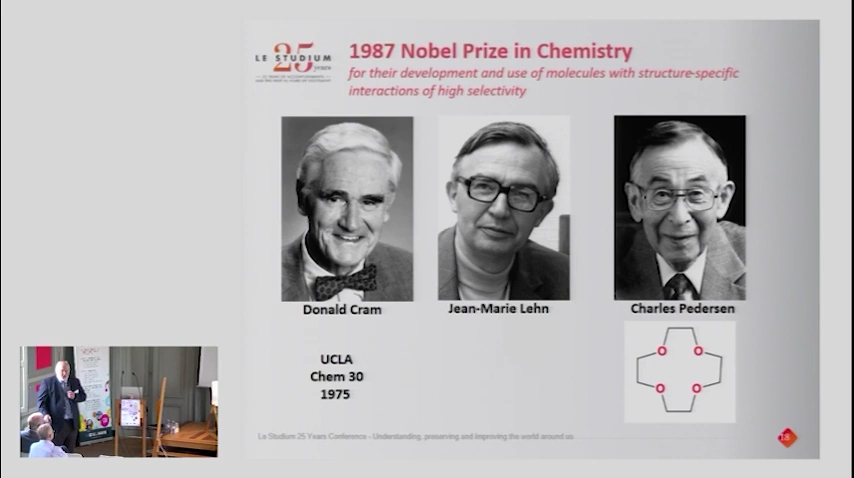 LE STUDIUM
25
years
1987 Nobel Prize in Chemistry
for their development and use of molecules with structure-specific
interactions of high selectivity
Donald Cram
Jean-Marie Lehn
Charles Pedersen
UCLA
Chem 30
1975
O O
O O
Le Studium 25 Years Conference - Understanding, preserving and improving the world around us
18